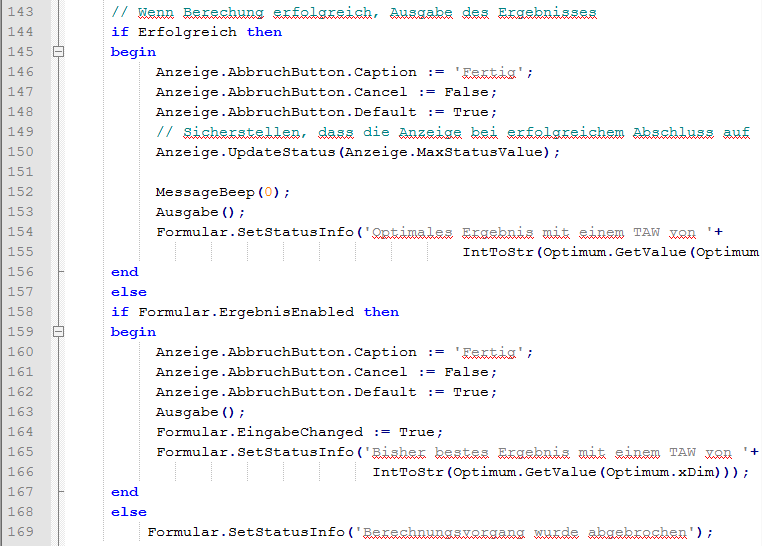 143 // Wenn Berechung erfolgreich, Ausgabe des Ergebnisses
144 if Erfolgreich then
145 begin
146 Anzeige.AbbruchButton.Caption := 'Fertig';
147 Anzeige.AbbruchButton.Cancel := False;
148 Anzeige.AbbruchButton.Default := True;
149 // Sicherstellen, dass die Anzeige bei erfolgreichem Abschluss auf
150 Anzeige.UpdateStatus(Anzeige.MaxStatusValue);
151
152 MessageBeep(0);
153 Ausgabe();
154 Formular.SetStatusInfo('Optimales Ergebnis mit einem TAW von '+
155 IntToStr(Optimum.GetValue(Optimum
156 end
157 else
158 if Formular.ErgebnisEnabled then
159 begin
160 Anzeige.AbbruchButton.Caption := 'Fertig';
161 Anzeige.AbbruchButton.Cancel := False;
162 Anzeige.AbbruchButton.Default := True;
163 Ausgabe();
164 Formular.EingabeChanged := True;
165 Formular.SetStatusInfo('Bisher bestes Ergebnis mit einem TAW von '+
166 IntToStr(Optimum.GetValue(Optimum.xDim)));
167 end
168 else
169 Formular.SetStatusInfo('Berechnungsvorgang wurde abgebrochen');